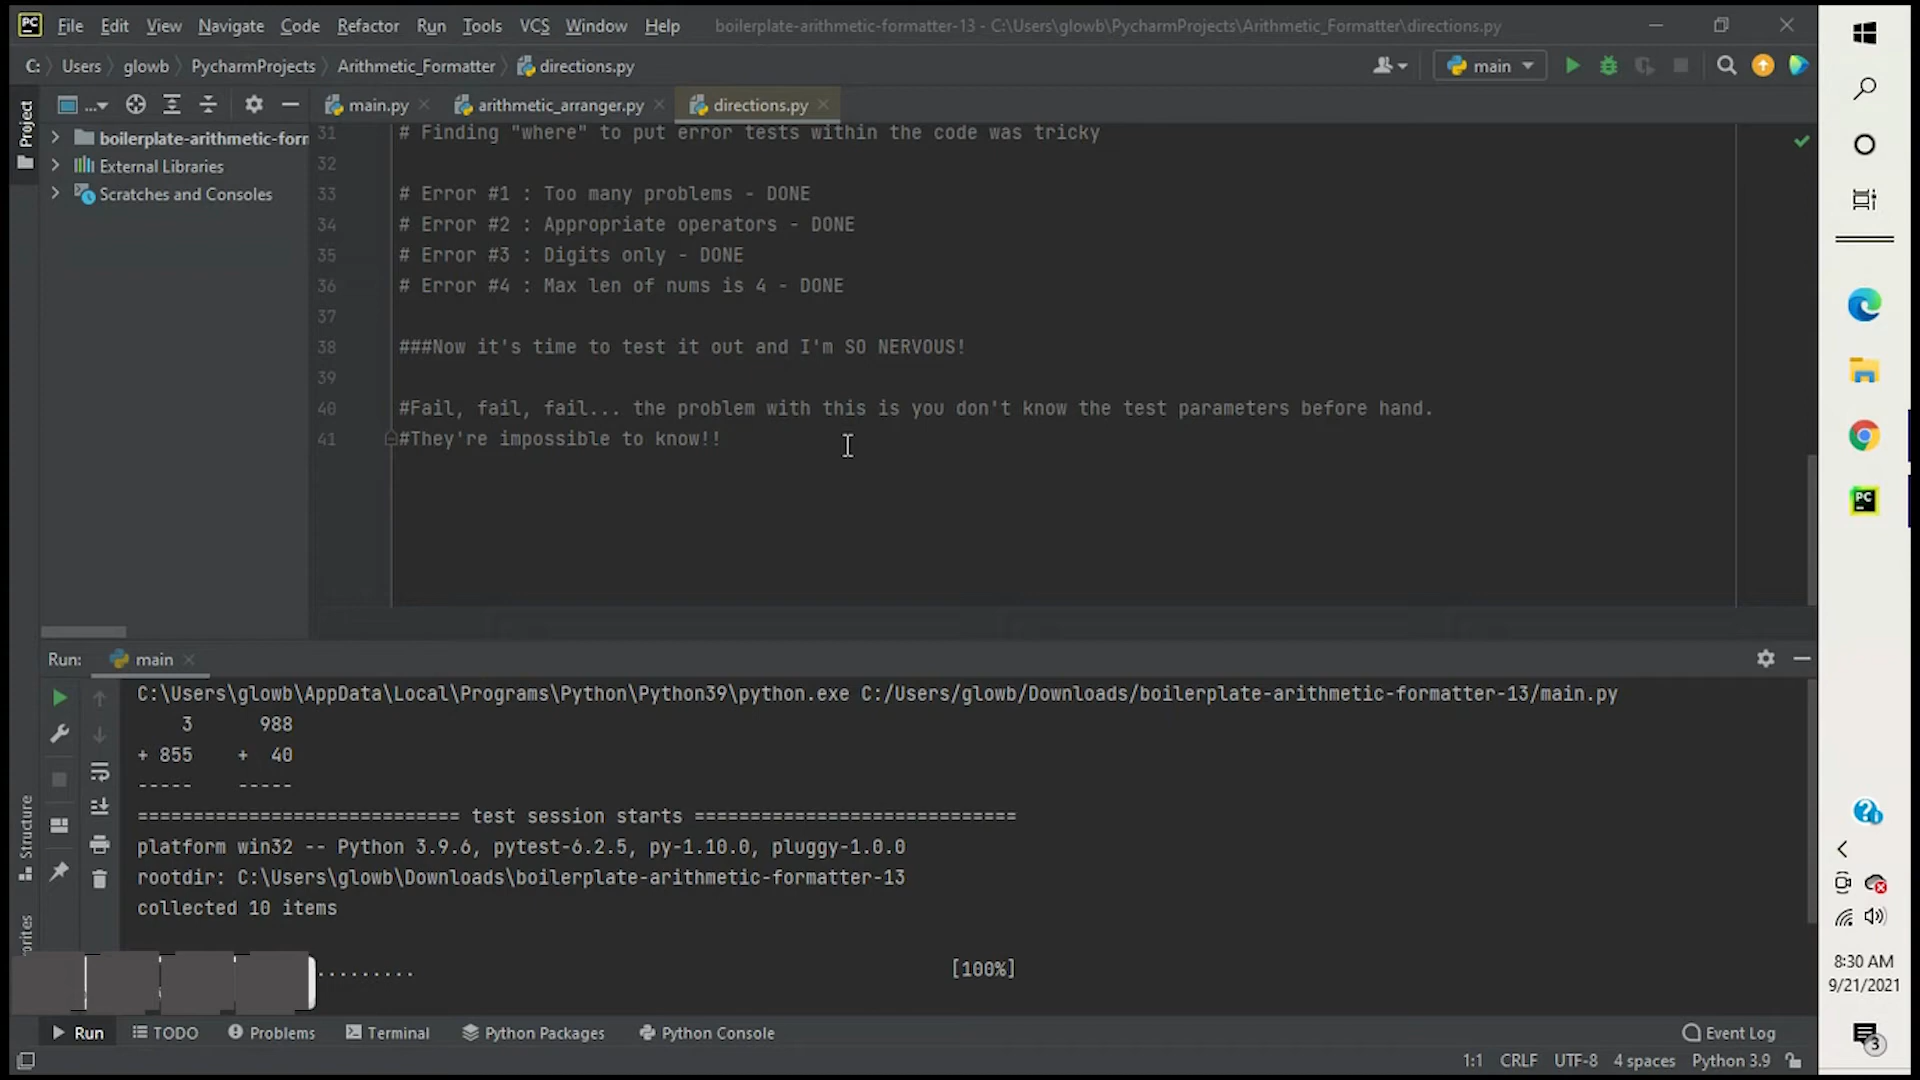 PC File Edit View Navigate Code Refactor Run Tools VCS Window Help boilerplate-arithmetic-formatter-13 - C:\Users\glowb\PycharmProjects\Arithmetic_Formatter\directions.py
C: Users glowb PycharmProjects Arithmetic_Formatter directions.py main
Project ... main.py arithmetic_arranger.py directions.py
boilerplate-arithmetic-form
External Libraries
Scratches and Consoles
31 # Finding "where" to put error tests within the code was tricky
32
33 # Error #1 : Too many problems - DONE
34 # Error #2 : Appropriate operators - DONE
35 # Error #3 : Digits only - DONE
36 # Error #4 : Max len of nums is 4 - DONE
37
38 ###Now it's time to test it out and I'm SO NERVOUS!
39
40 #Fail, fail, fail... the problem with this is you don't know the test parameters before hand.
41 #They're impossible to know!!
PC
Run: main
C:\Users\glowb\AppData\Local\Programs\Python\Python39\python.exe C:/Users/glowb/Downloads/boilerplate-arithmetic-formatter-13/main.py
    3      988
+ 855    +  40
-----    -----
============================= test session starts =============================
platform win32 -- Python 3.9.6, pytest-6.2.5, py-1.10.0, pluggy-1.0.0
rootdir: C:\Users\glowb\Downloads\boilerplate-arithmetic-formatter-13
collected 10 items
......... [100%]
Structure
Run TODO Problems Terminal Python Packages Python Console Event Log
1:1 CRLF UTF-8 4 spaces Python 3.9
8:30 AM
9/21/2021
3